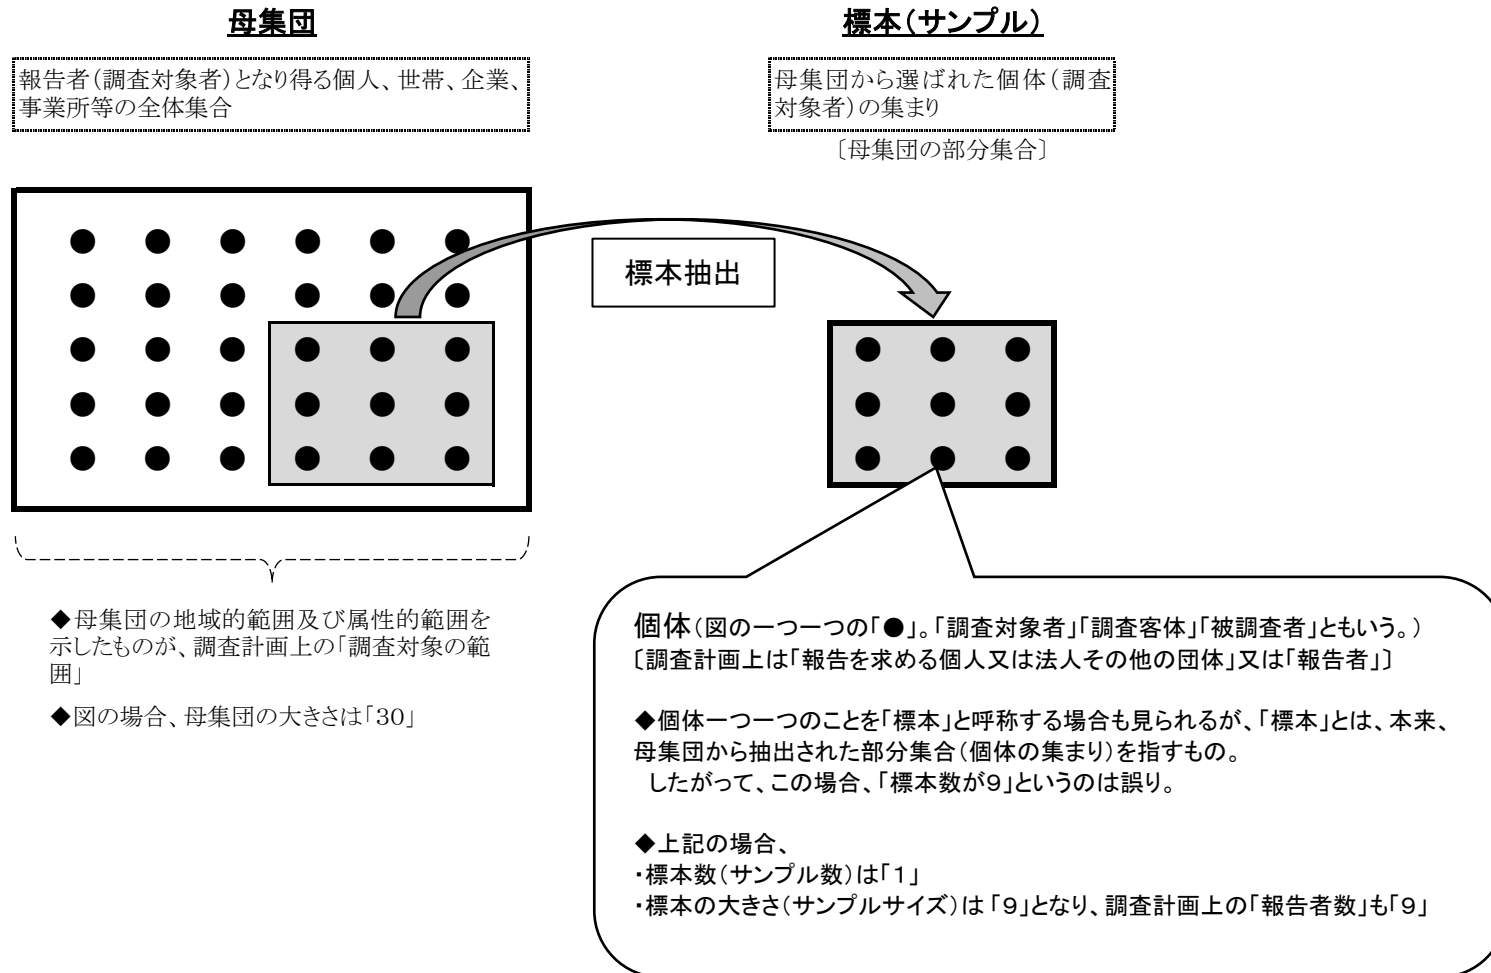 母集団
標本（サンプル）
報告者（調査対象者）となり得る個人、世帯、企業、
事業所等の全体集合
母集団から選ばれた個体（調査
対象者）の集まり
〔母集団の部分集合〕
標本抽出
◆母集団の地域的範囲及び属性的範囲を
示したものが、調査計画上の「調査対象の範
囲」
◆図の場合、母集団の大きさは「30」
個体（図の一つ一つの「●」。「調査対象者」「調査客体」「被調査者」ともいう。）
〔調査計画上は「報告を求める個人又は法人その他の団体」又は「報告者」〕
◆個体一つ一つのことを「標本」と呼称する場合も見られるが、「標本」とは、本来、
母集団から抽出された部分集合（個体の集まり）を指すもの。
したがって、この場合、「標本数が９」というのは誤り。
◆上記の場合、
・標本数（サンプル数）は「１」
・標本の大きさ（サンプルサイズ）は「９」となり、調査計画上の「報告者数」も「９」